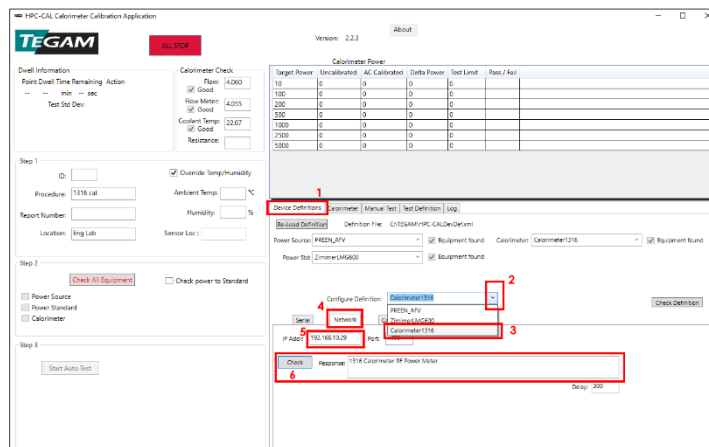 HPC-CAL Calorimeter Calibration Application
TEGAM
ALL STOP
Version: 2.2.3
About
Dwell Information
Point Dwell Time Remaining Action
-- -- min -- sec
Test Std Dev:
Calorimeter Check
Flow: 4.060
Good
Flow Meter: 4.055
Good
Coolant Temp: 22.07
Good
Resistance:
Calorimeter Power
Target Power Uncalibrated AC Calibrated Delta Power Test Limit Pass / Fail
10 0 0 0 0
100 0 0 0 0
200 0 0 0 0
500 0 0 0 0
1000 0 0 0 0
2500 0 0 0 0
5000 0 0 0 0
Step 1
ID:
Override Temp/Humidity
Procedure: 1316 cal
Ambient Temp: °C
Report Number:
Humidity: %
Location: Eng Lab
Sensor Loc:
Step 2
Check All Equipment
Check power to Standard
Power Source
Power Standard
Calorimeter
Step 3
Start Auto Test
1
Device Definitions Calorimeter Manual Test Test Definition Log
Re-Load Definition Definition File: C:\TEGAM\HPC-CALDevDef.xml
Power Source: PREEN_AFV Equipment found Calorimeter: Calorimeter1316 Equipment found
Power Std: ZimimerLMG600 Equipment found
2
Configure Definition: Calorimeter1316
Check Definition
PREEN_AFV
ZimimerLMG600
Calorimeter1316
3
4
Serial Network
5
IP Addr: 192.168.10.29 Port:
Check Response: 1316 Calorimeter RF Power Meter
6
Delay: 300